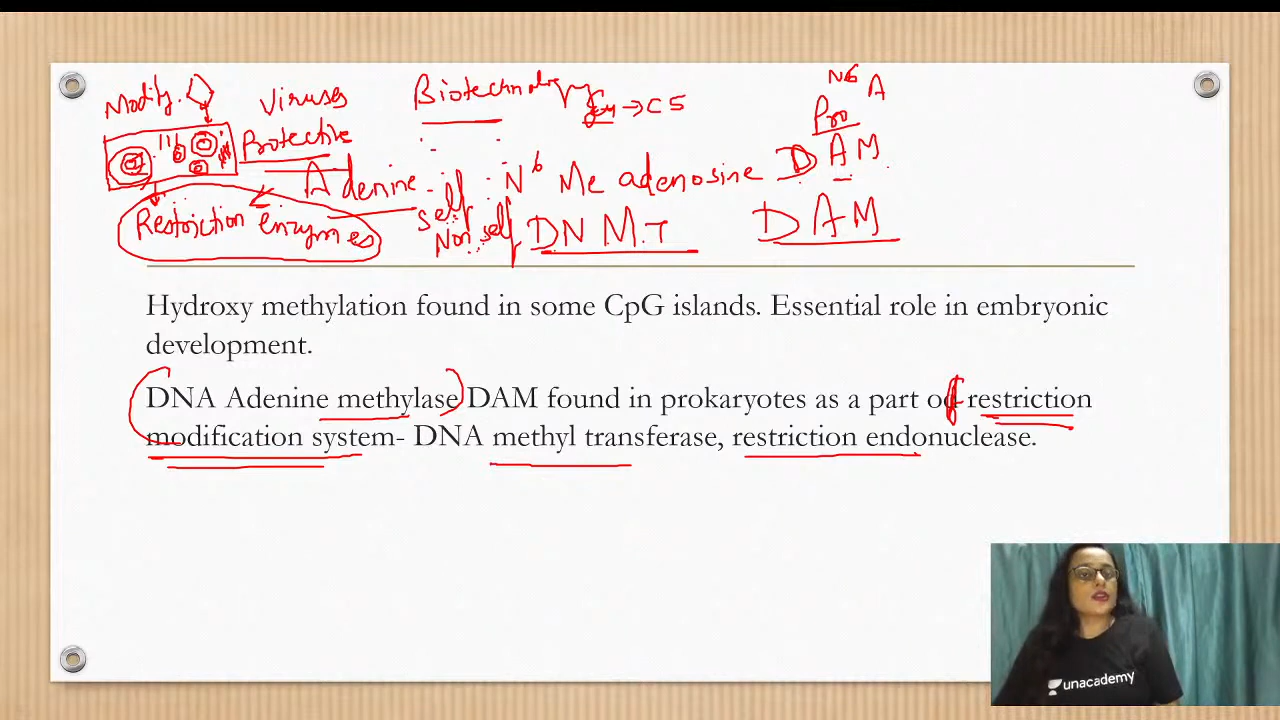 Modify. Viruses Biotechnology → C5 N6 A
Protective Pro
Adenine - self N6 Me adenosine DAM
Restriction enzymes Non self DNMT DAM
Hydroxy methylation found in some CpG islands. Essential role in embryonic
development.
DNA Adenine methylase DAM found in prokaryotes as a part of restriction
modification system- DNA methyl transferase, restriction endonuclease.
unacademy